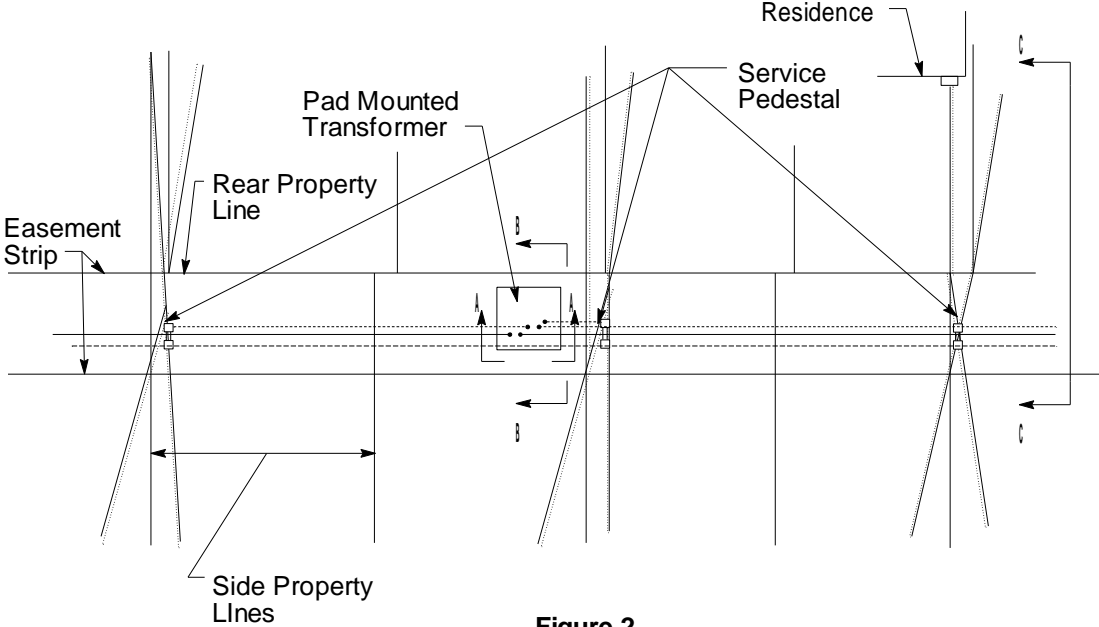 Residence
C
Service
Pedestal
Pad Mounted
Transformer
Rear Property
Line
Easement
Strip
B
A
A
B
C
Side Property
LInes
Figure 2